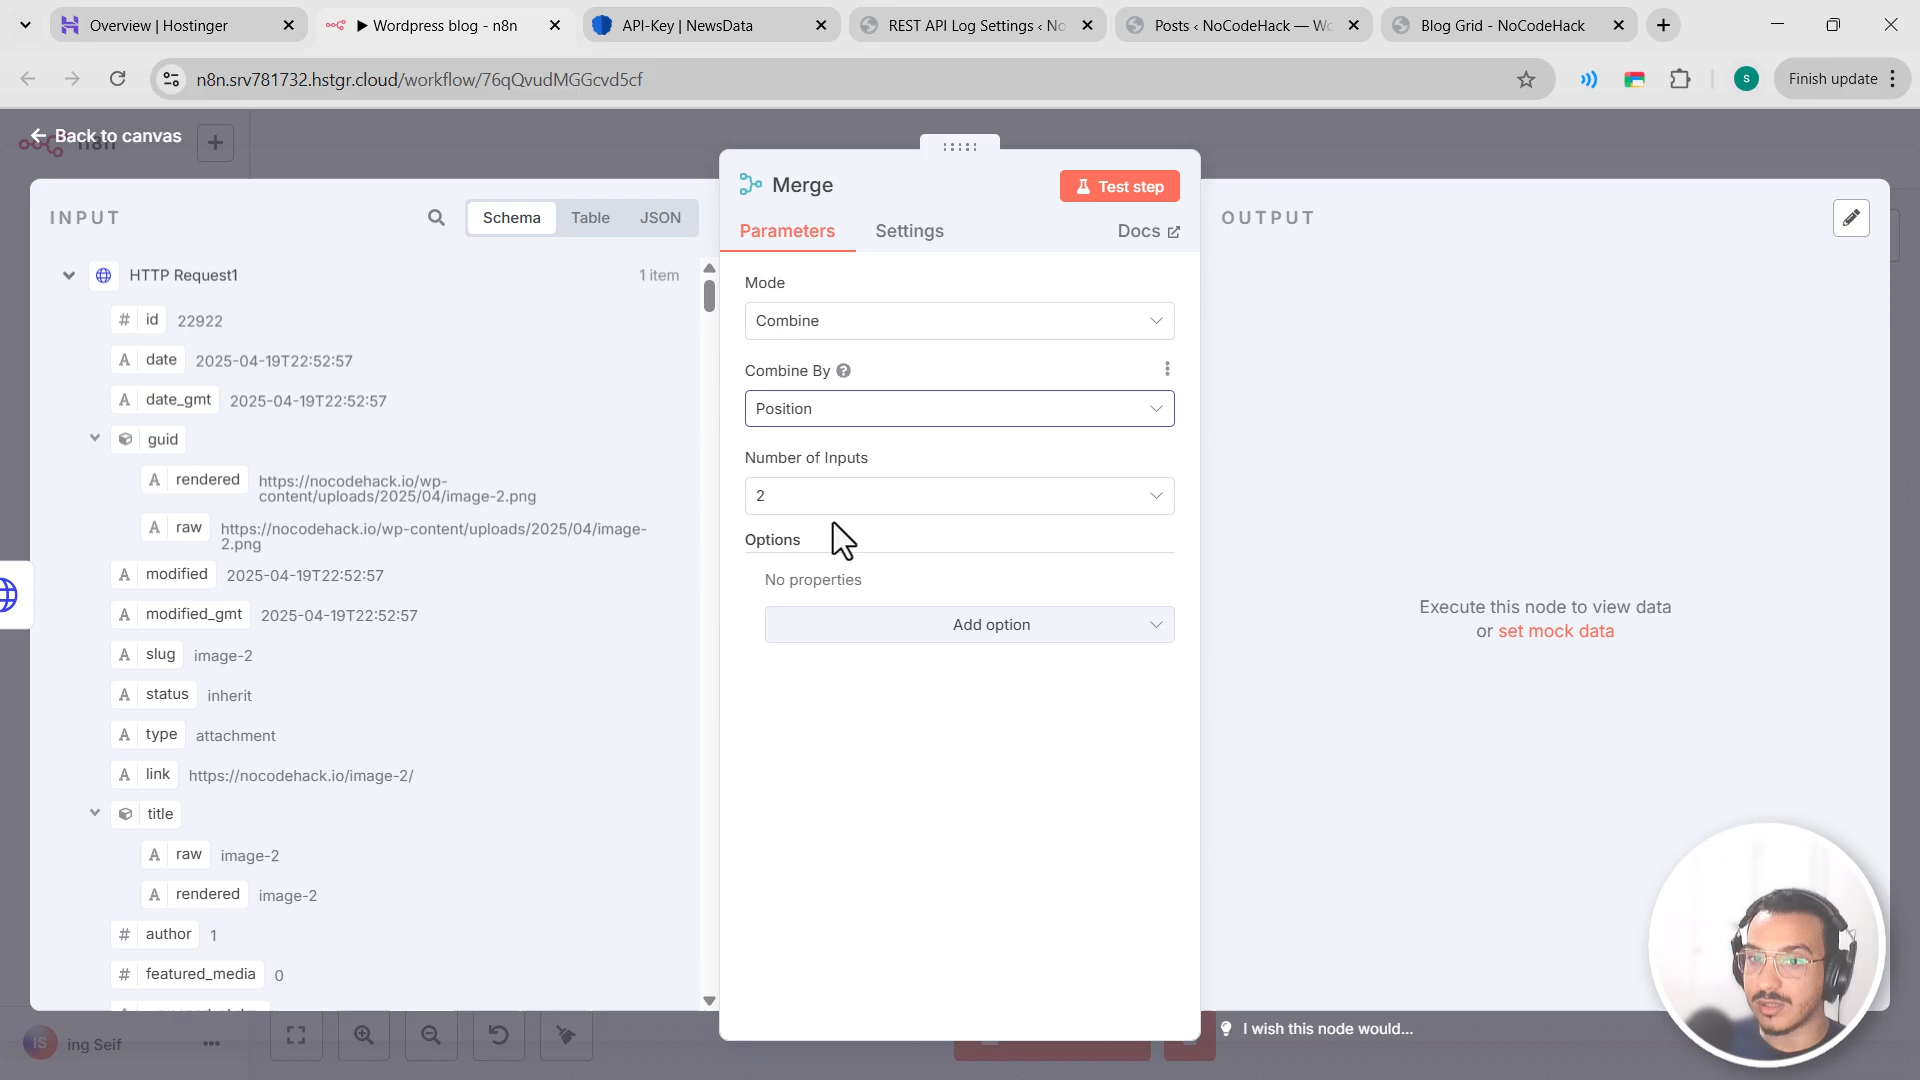 Overview | Hostinger
Wordpress blog - n8n
API-Key | NewsData
REST API Log Settings ‹ No
Posts ‹ NoCodeHack — Wo
Blog Grid - NoCodeHack
n8n.srv781732.hstgr.cloud/workflow/76qQvudMGGcvd5cf
S
Finish update
Back to canvas
n8n
INPUT
Schema
Table
JSON
HTTP Request1
1 item
# id 22922
A date 2025-04-19T22:52:57
A date_gmt 2025-04-19T22:52:57
guid
A rendered https://nocodehack.io/wp-
content/uploads/2025/04/image-2.png
A raw https://nocodehack.io/wp-content/uploads/2025/04/image-
2.png
A modified 2025-04-19T22:52:57
A modified_gmt 2025-04-19T22:52:57
A slug image-2
A status inherit
A type attachment
A link https://nocodehack.io/image-2/
title
A raw image-2
A rendered image-2
# author 1
# featured_media 0
Merge
Test step
Parameters
Settings
Docs
Mode
Combine
Combine By
Position
Number of Inputs
2
Options
No properties
Add option
OUTPUT
Execute this node to view data
or set mock data
I wish this node would...
IS
ing Seif